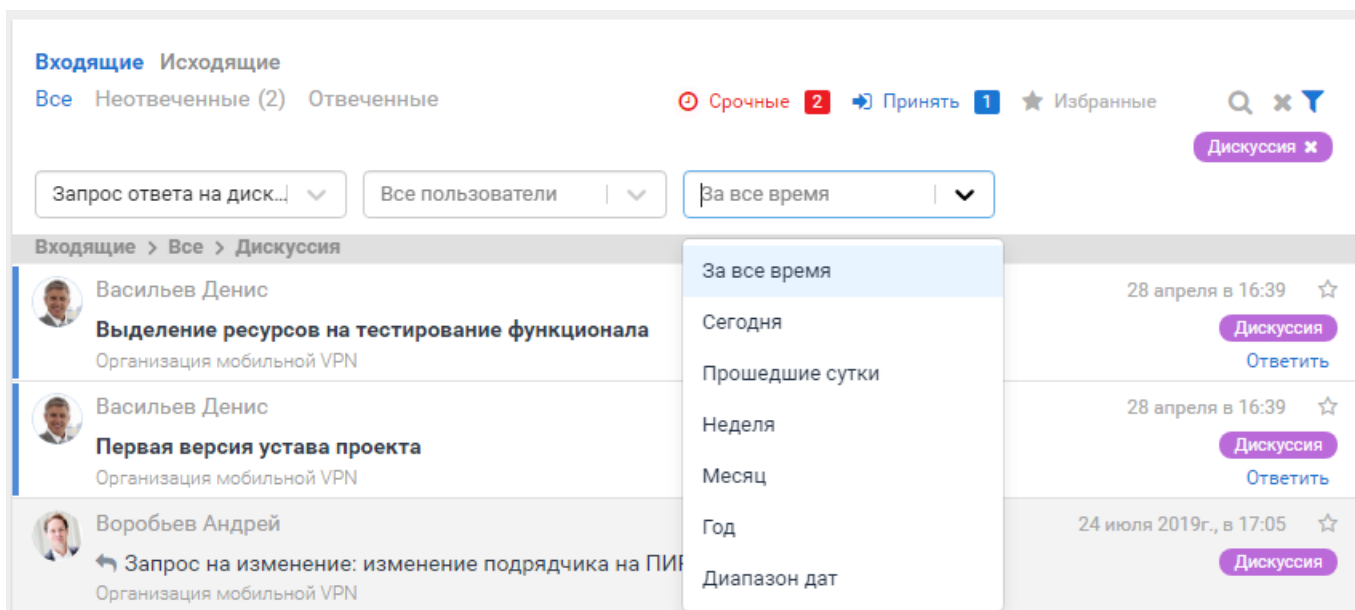 Входящие Исходящие
Все Неотвеченные (2) Отвеченные Срочные 2 Принять 1 Избранные
Дискуссия
Запрос ответа на диск... Все пользователи За все время
Входящие > Все > Дискуссия
За все время
Сегодня
Прошедшие сутки
Неделя
Месяц
Год
Диапазон дат
Васильев Денис 28 апреля в 16:39
Выделение ресурсов на тестирование функционала Дискуссия
Организация мобильной VPN Ответить
Васильев Денис 28 апреля в 16:39
Первая версия устава проекта Дискуссия
Организация мобильной VPN Ответить
Воробьев Андрей 24 июля 2019г., в 17:05
Запрос на изменение: изменение подрядчика на Дискуссия
Организация мобильной VPN